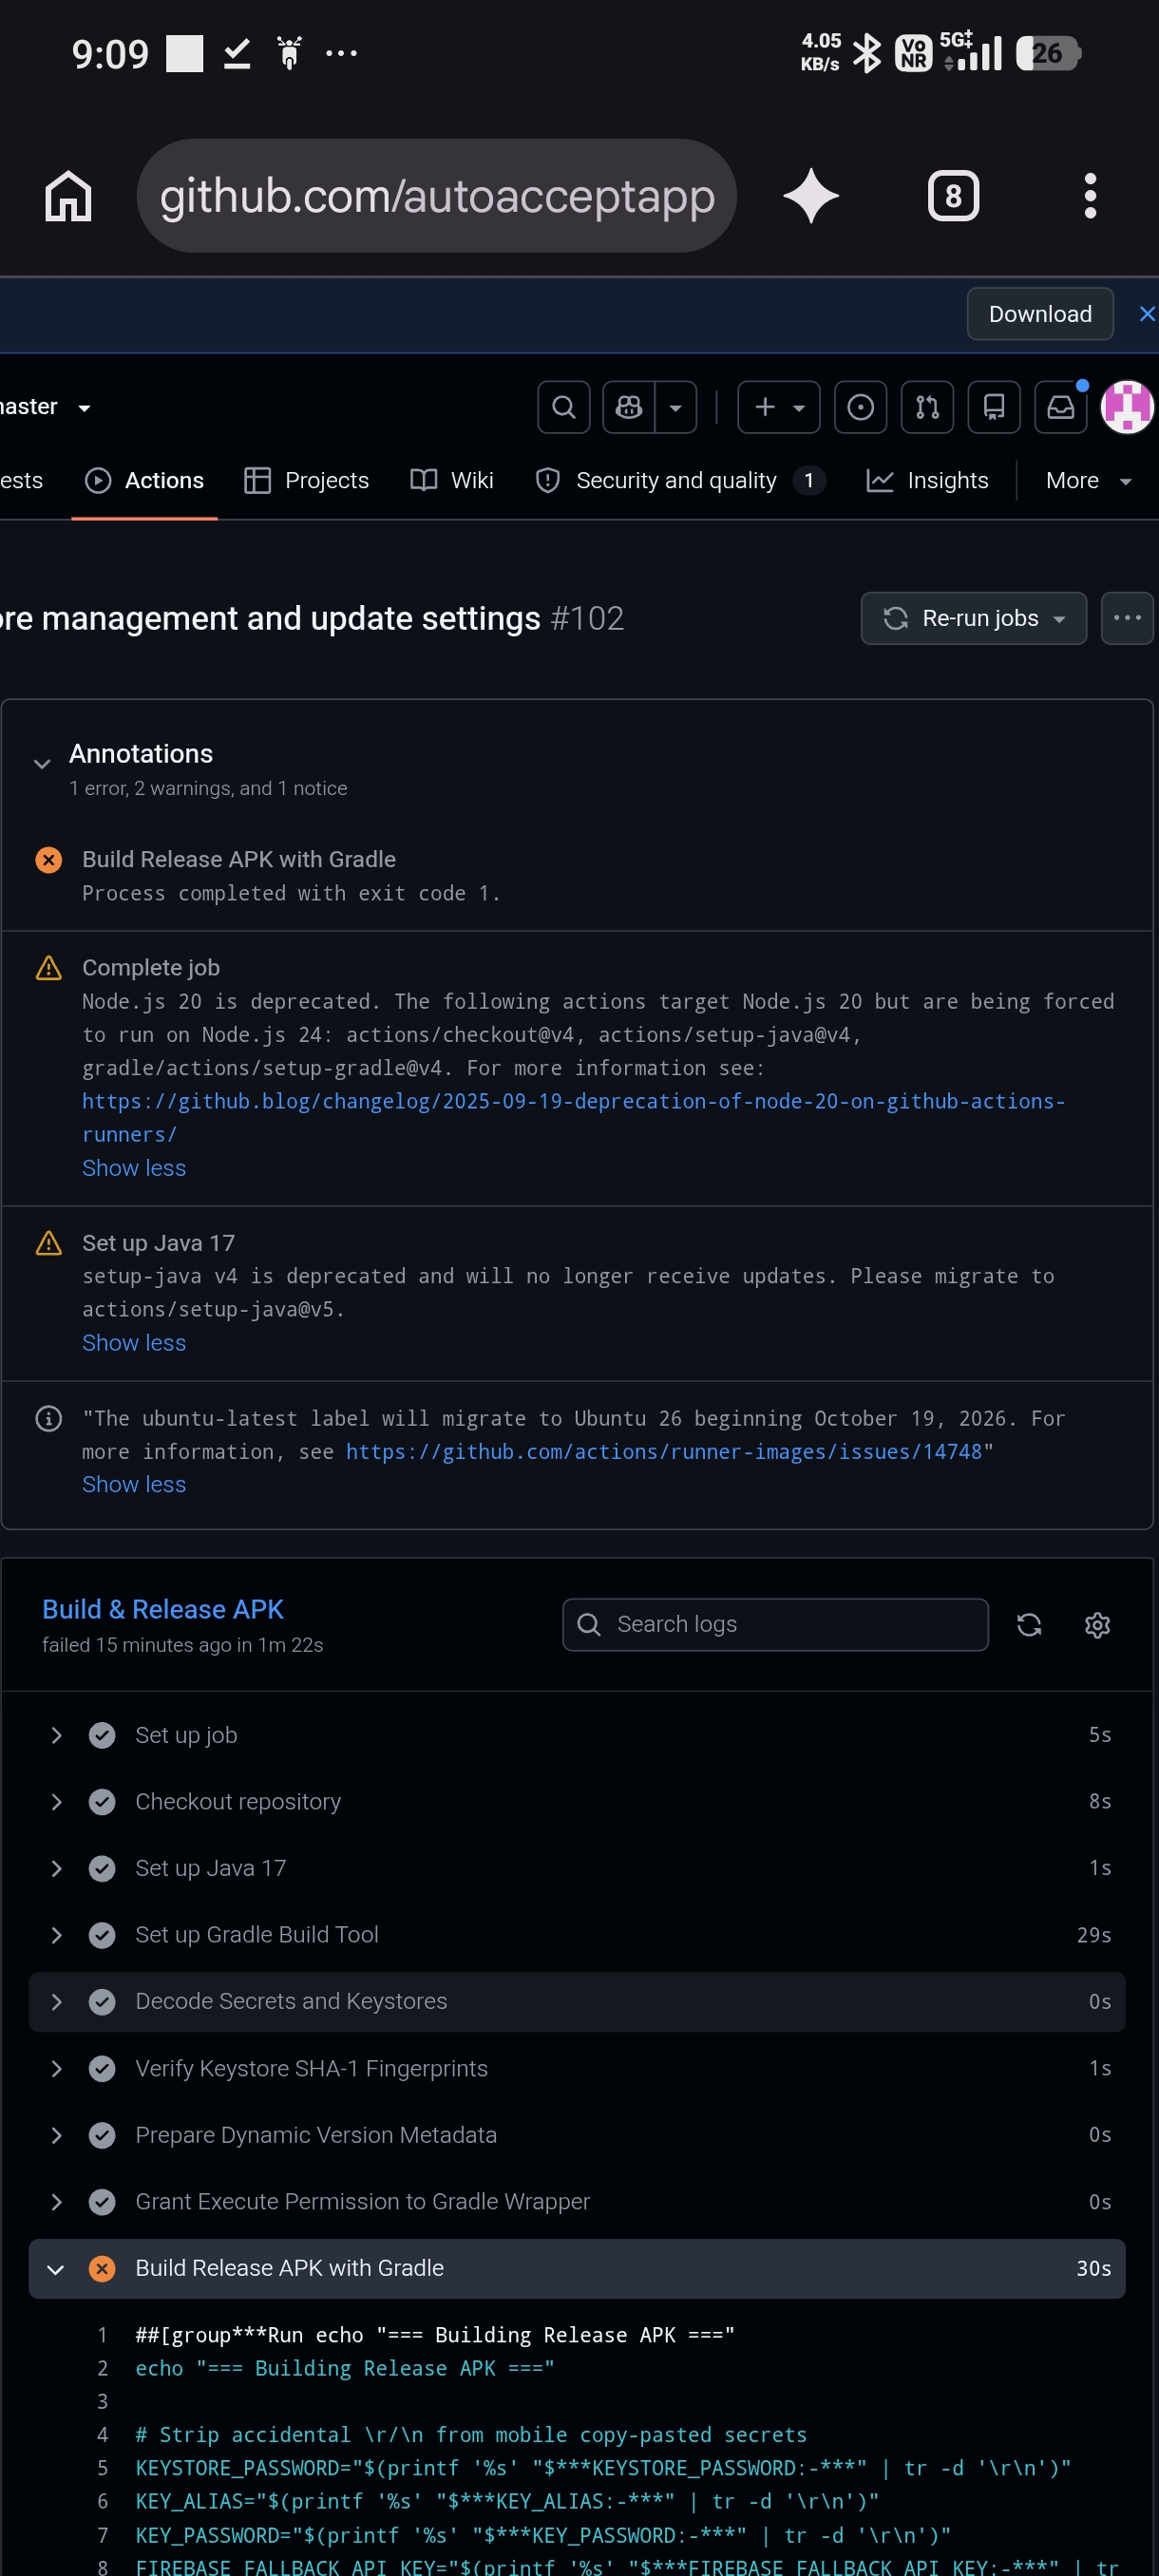 9:09
4.05
KB/s
Vo
NR
5G
26
github.com/autoacceptapp
8
Download
naster
ests
Actions
Projects
Wiki
Security and quality 1
Insights
More
ore management and update settings #102
Re-run jobs
Annotations
1 error, 2 warnings, and 1 notice
Build Release APK with Gradle
Process completed with exit code 1.
Complete job
Node.js 20 is deprecated. The following actions target Node.js 20 but are being forced
to run on Node.js 24: actions/checkout@v4, actions/setup-java@v4,
gradle/actions/setup-gradle@v4. For more information see:
https://github.blog/changelog/2025-09-19-deprecation-of-node-20-on-github-actions-
runners/
Show less
Set up Java 17
setup-java v4 is deprecated and will no longer receive updates. Please migrate to
actions/setup-java@v5.
Show less
"The ubuntu-latest label will migrate to Ubuntu 26 beginning October 19, 2026. For
more information, see https://github.com/actions/runner-images/issues/14748"
Show less
Build & Release APK
failed 15 minutes ago in 1m 22s
Search logs
Set up job 5s
Checkout repository 8s
Set up Java 17 1s
Set up Gradle Build Tool 29s
Decode Secrets and Keystores 0s
Verify Keystore SHA-1 Fingerprints 1s
Prepare Dynamic Version Metadata 0s
Grant Execute Permission to Gradle Wrapper 0s
Build Release APK with Gradle 30s
1 ##[group***Run echo "=== Building Release APK ==="
2 echo "=== Building Release APK ==="
3
4 # Strip accidental \r/\n from mobile copy-pasted secrets
5 KEYSTORE_PASSWORD="$(printf '%s' "$***KEYSTORE_PASSWORD:-***" | tr -d '\r\n')"
6 KEY_ALIAS="$(printf '%s' "$***KEY_ALIAS:-***" | tr -d '\r\n')"
7 KEY_PASSWORD="$(printf '%s' "$***KEY_PASSWORD:-***" | tr -d '\r\n')"
8 FIREBASE_FALLBACK_API_KEY="$(printf '%s' "$***FIREBASE_FALLBACK_API_KEY:-***" | tr